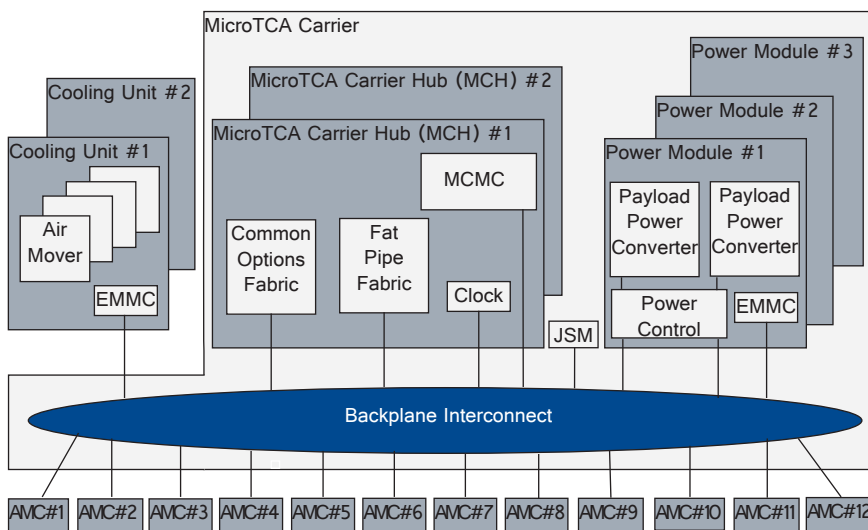 MicroTCA Carrier
Cooling Unit #2
Cooling Unit #1
Air
Mover
EMMC
MicroTCA Carrier Hub (MCH) #2
MicroTCA Carrier Hub (MCH) #1
MCMC
Common
Options
Fabric
Fat
Pipe
Fabric
Clock
JSM
Power Module #3
Power Module #2
Power Module #1
Payload
Power
Converter
Payload
Power
Converter
Power
Control
EMMC
Backplane Interconnect
AMC#1
AMC#2
AMC#3
AMC#4
AMC#5
AMC#6
AMC#7
AMC#8
AMC#9
AMC#10
AMC#11
AMC#12